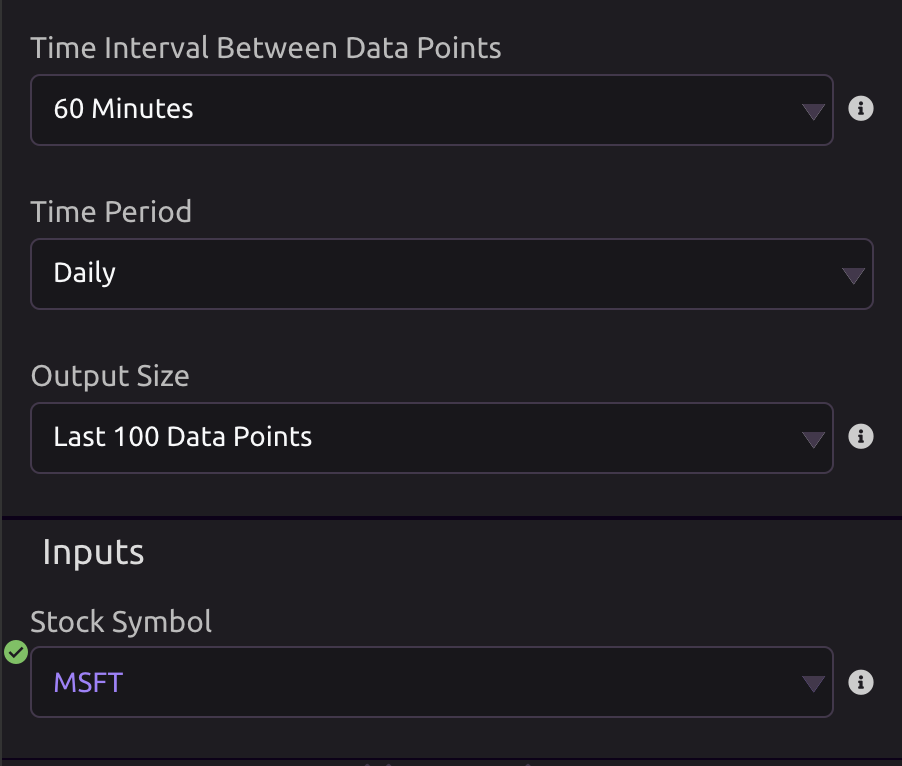 Time Interval Between Data Points
60 Minutes
Time Period
Daily
Output Size
Last 100 Data Points
Inputs
Stock Symbol
MSFT